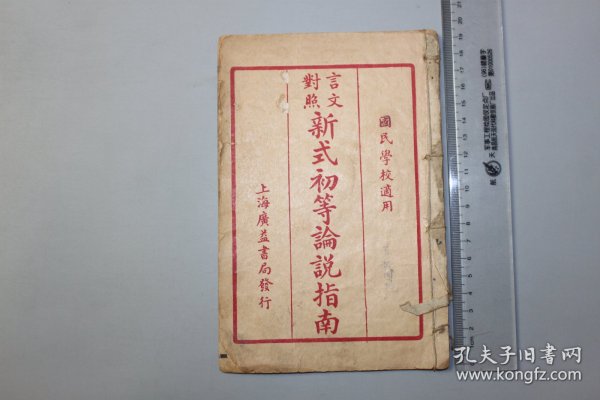 國民學校適用
言文
對照
新式初等論說指南
上海廣益書局發行
孔夫子旧书网
www.kongfz.com